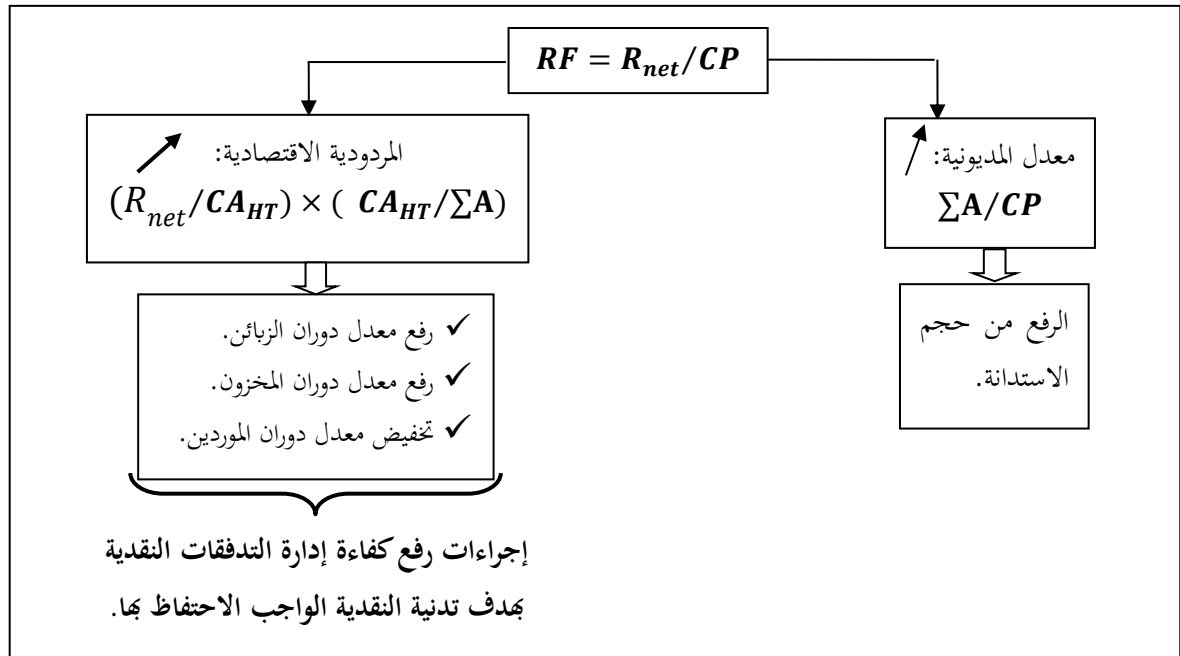 RF = R_net/CP
المردودية الاقتصادية:
(R_net/CA_HT) × ( CA_HT/∑A)
معدل المديونية:
∑A/CP
✓ رفع معدل دوران الزبائن.
✓ رفع معدل دوران المخزون.
✓ تخفيض معدل دوران الموردين.
الرفع من حجم
الاستدانة.
إجراءات رفع كفاءة إدارة التدفقات النقدية
بهدف تدنية النقدية الواجب الاحتفاظ بها.